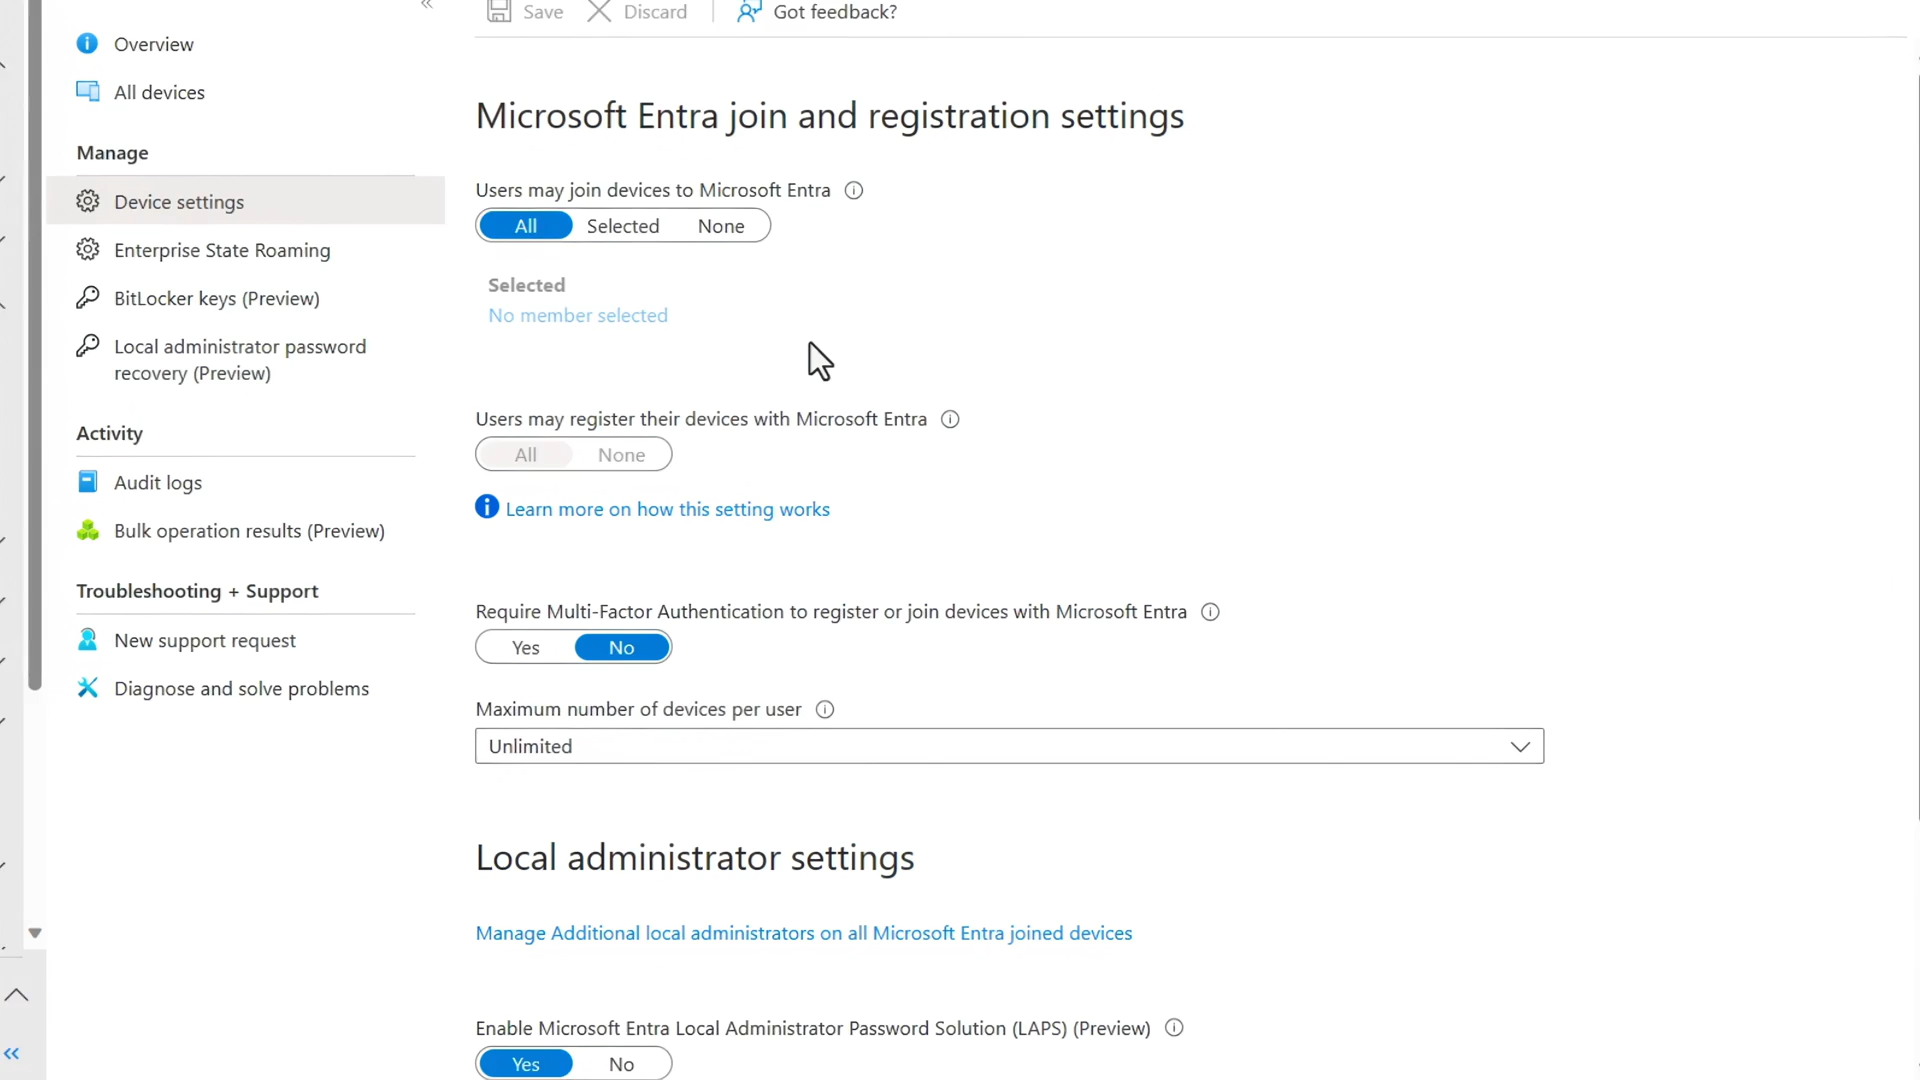 Save Discard Got feedback?
Overview
All devices
Manage
Device settings
Enterprise State Roaming
BitLocker keys (Preview)
Local administrator password
recovery (Preview)
Activity
Audit logs
Bulk operation results (Preview)
Troubleshooting + Support
New support request
Diagnose and solve problems
Microsoft Entra join and registration settings
Users may join devices to Microsoft Entra
All Selected None
Selected
No member selected
Users may register their devices with Microsoft Entra
All None
Learn more on how this setting works
Require Multi-Factor Authentication to register or join devices with Microsoft Entra
Yes No
Maximum number of devices per user
Unlimited
Local administrator settings
Manage Additional local administrators on all Microsoft Entra joined devices
Enable Microsoft Entra Local Administrator Password Solution (LAPS) (Preview)
Yes No